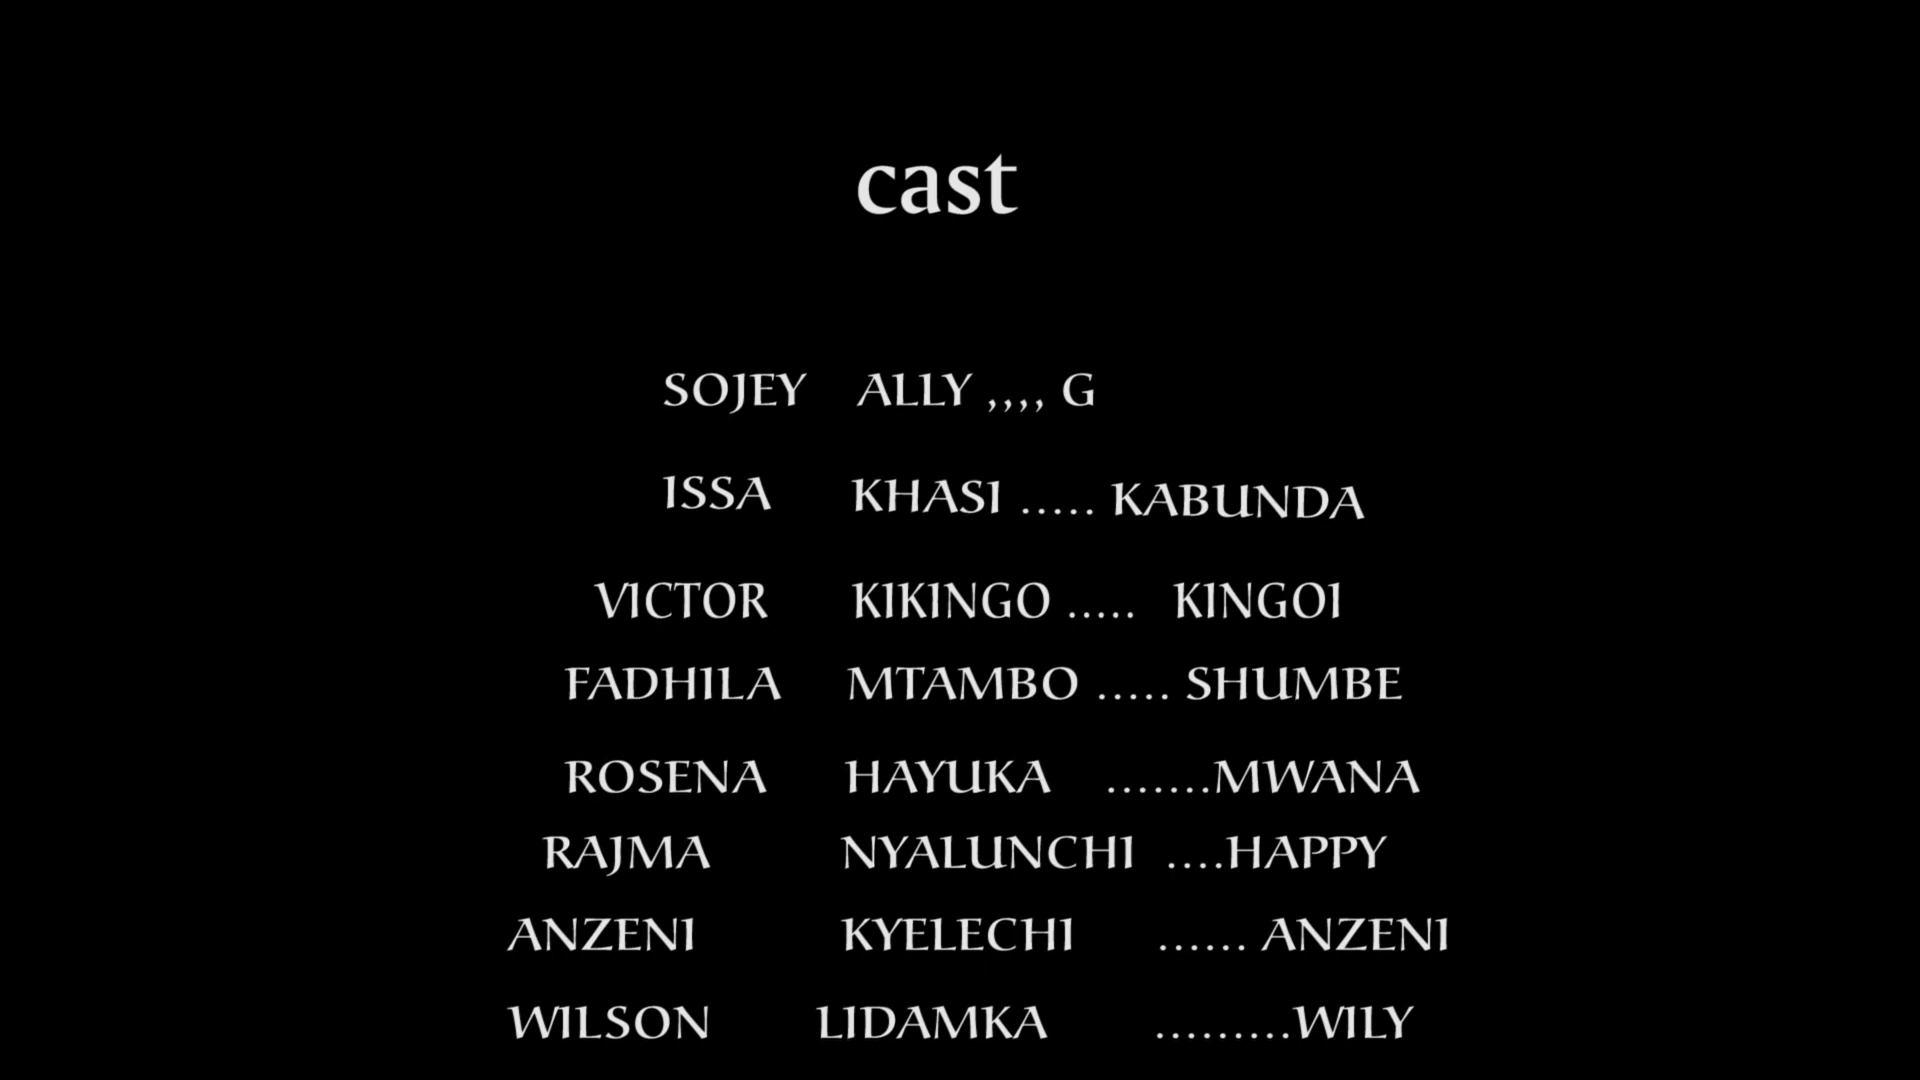 cast
SOJEY ALLY ,,,, G
ISSA KHASI ..... KABUNDA
VICTOR KIKINGO ..... KINGOI
FADHILA MTAMBO ..... SHUMBE
ROSENA HAYUKA .......MWANA
RAJMA NYALUNCHI ....HAPPY
ANZENI KYELECHI ...... ANZENI
WILSON LIDAMKA .........WILY